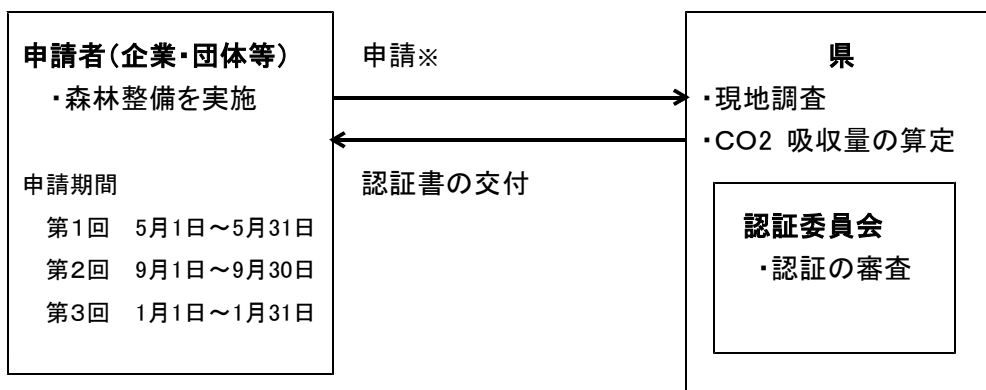 申請者(企業・団体等)
・森林整備を実施
申請期間
第1回 5月1日～5月31日
第2回 9月1日～9月30日
第3回 1月1日～1月31日
申請※
認証書の交付
県
・現地調査
・CO2 吸収量の算定
認証委員会
・認証の審査